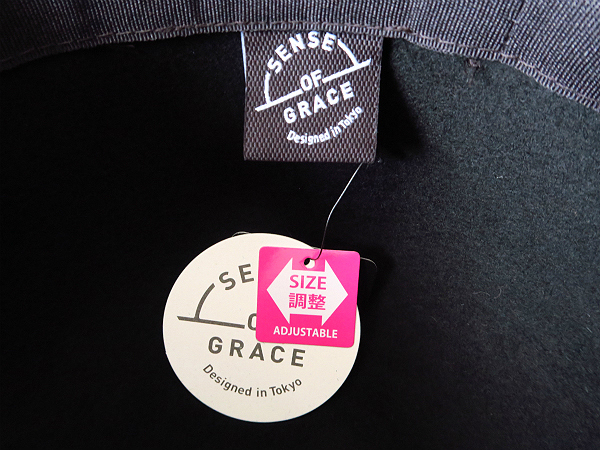 SENSE
OF
GRACE
Designed in Tokyo
SIZE
調整
ADJUSTABLE
SE
GRACE
Designed in Tokyo